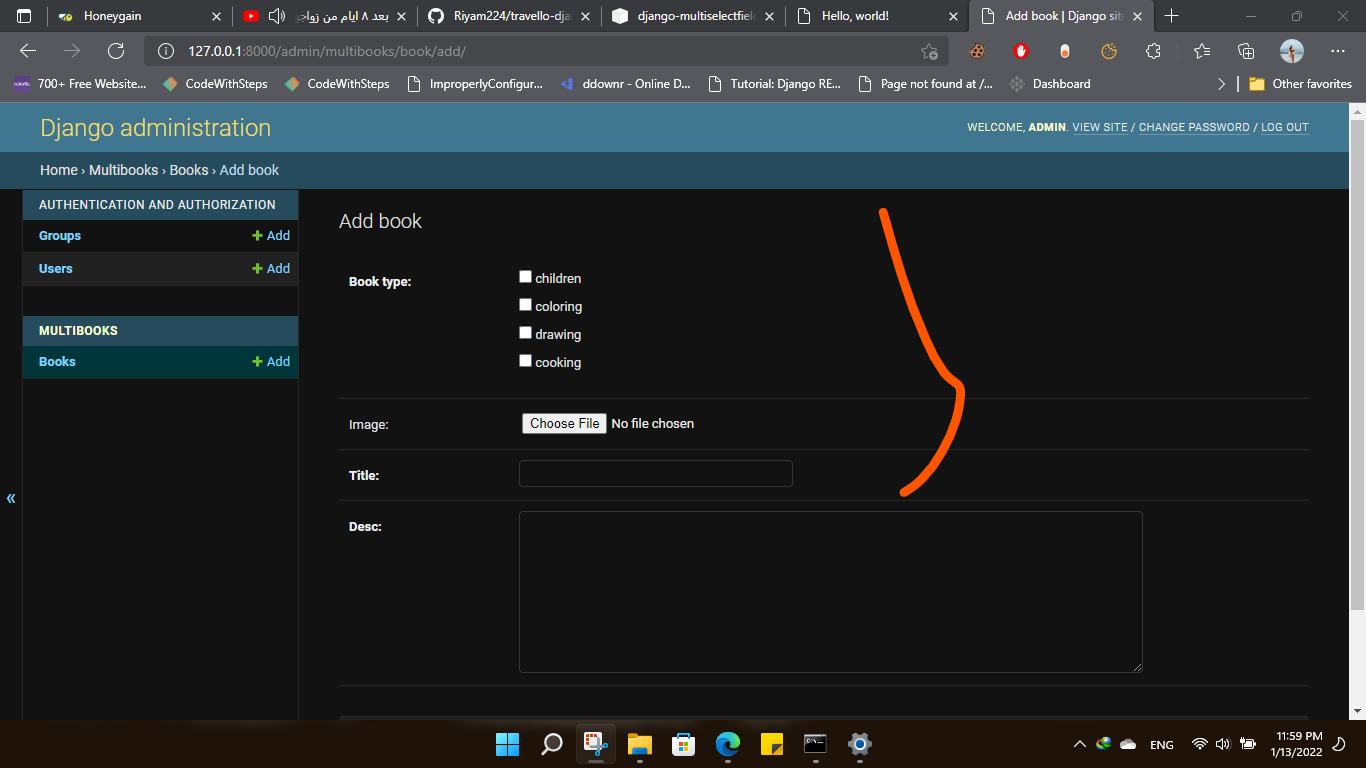 Honeygain
بعد ٨ ايام من زواجـ
Riyam224/travello-dja
django-multiselectfiel
Hello, world!
Add book | Django sit
127.0.0.1:8000/admin/multibooks/book/add/
700+ Free Website...
CodeWithSteps
CodeWithSteps
ImproperlyConfigur...
ddownr - Online D...
Tutorial: Django RE...
Page not found at /...
Dashboard
Other favorites
Django administration
WELCOME, ADMIN. VIEW SITE / CHANGE PASSWORD / LOG OUT
Home › Multibooks › Books › Add book
AUTHENTICATION AND AUTHORIZATION
Groups
+ Add
Users
+ Add
MULTIBOOKS
Books
+ Add
«
Add book
Book type:
children
coloring
drawing
cooking
Image:
Choose File No file chosen
Title:
Desc:
ENG
11:59 PM
1/13/2022